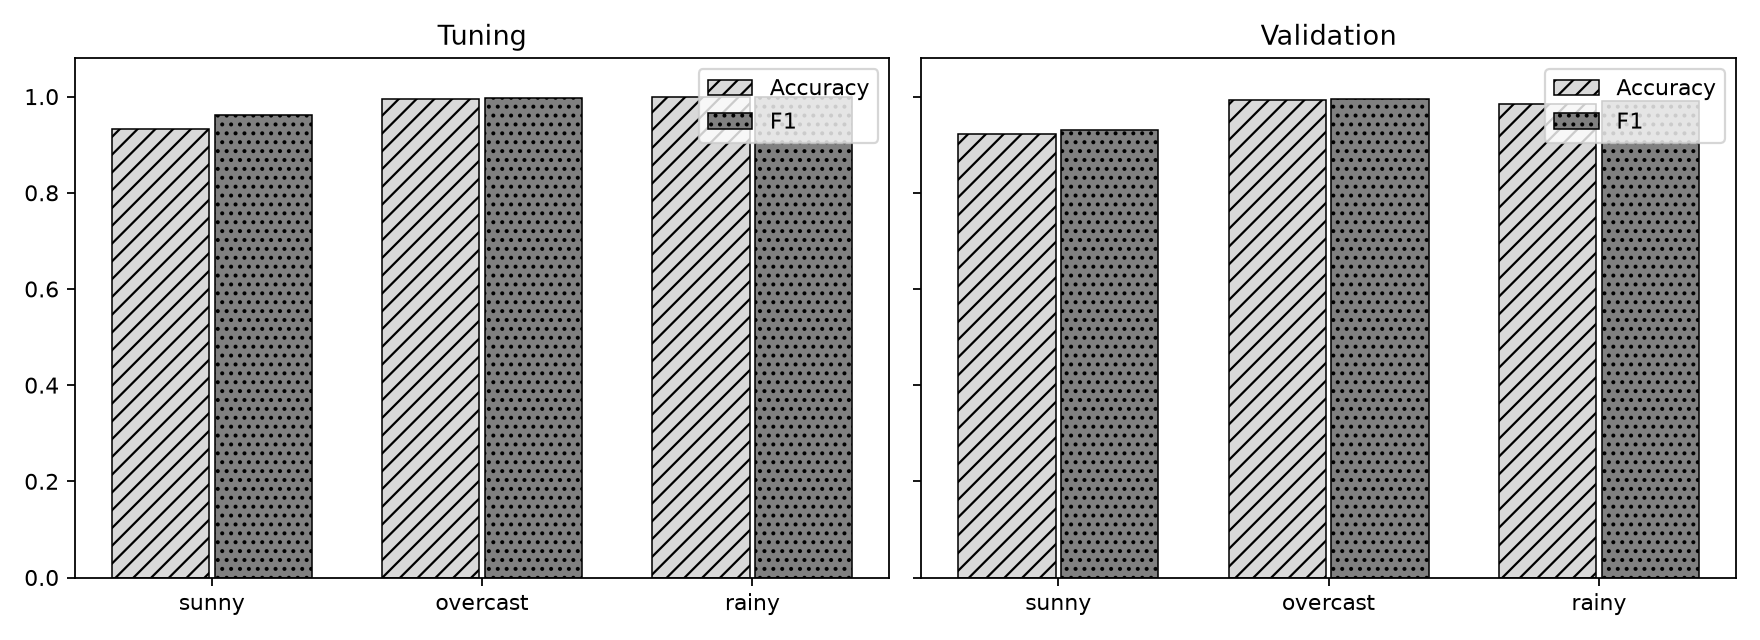 Tuning
Validation
Accuracy
F1
Accuracy
F1
1.0
0.8
0.6
0.4
0.2
0.0
sunny overcast rainy
sunny overcast rainy